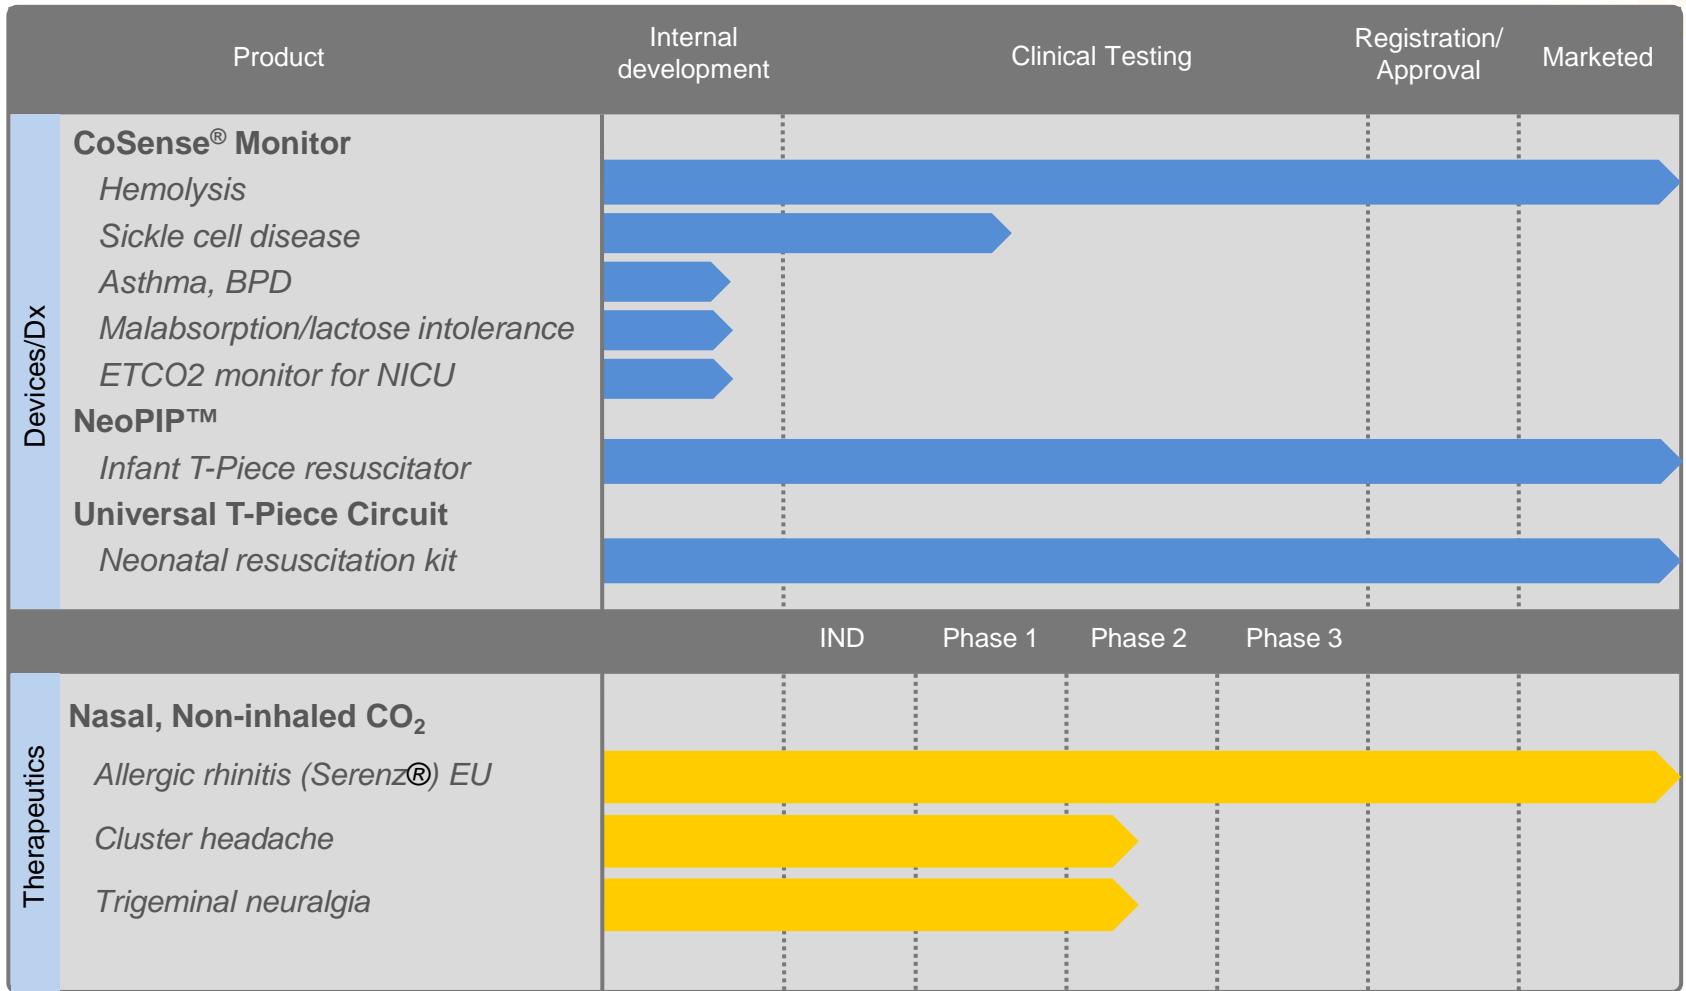 Product
Internal
development
Clinical Testing
Registration/
Approval
Marketed
Devices/Dx
CoSense® Monitor
Hemolysis
Sickle cell disease
Asthma, BPD
Malabsorption/lactose intolerance
ETCO2 monitor for NICU
NeoPIP™
Infant T-Piece resuscitator
Universal T-Piece Circuit
Neonatal resuscitation kit
IND Phase 1 Phase 2 Phase 3
Therapeutics
Nasal, Non-inhaled CO₂
Allergic rhinitis (Serenz®) EU
Cluster headache
Trigeminal neuralgia